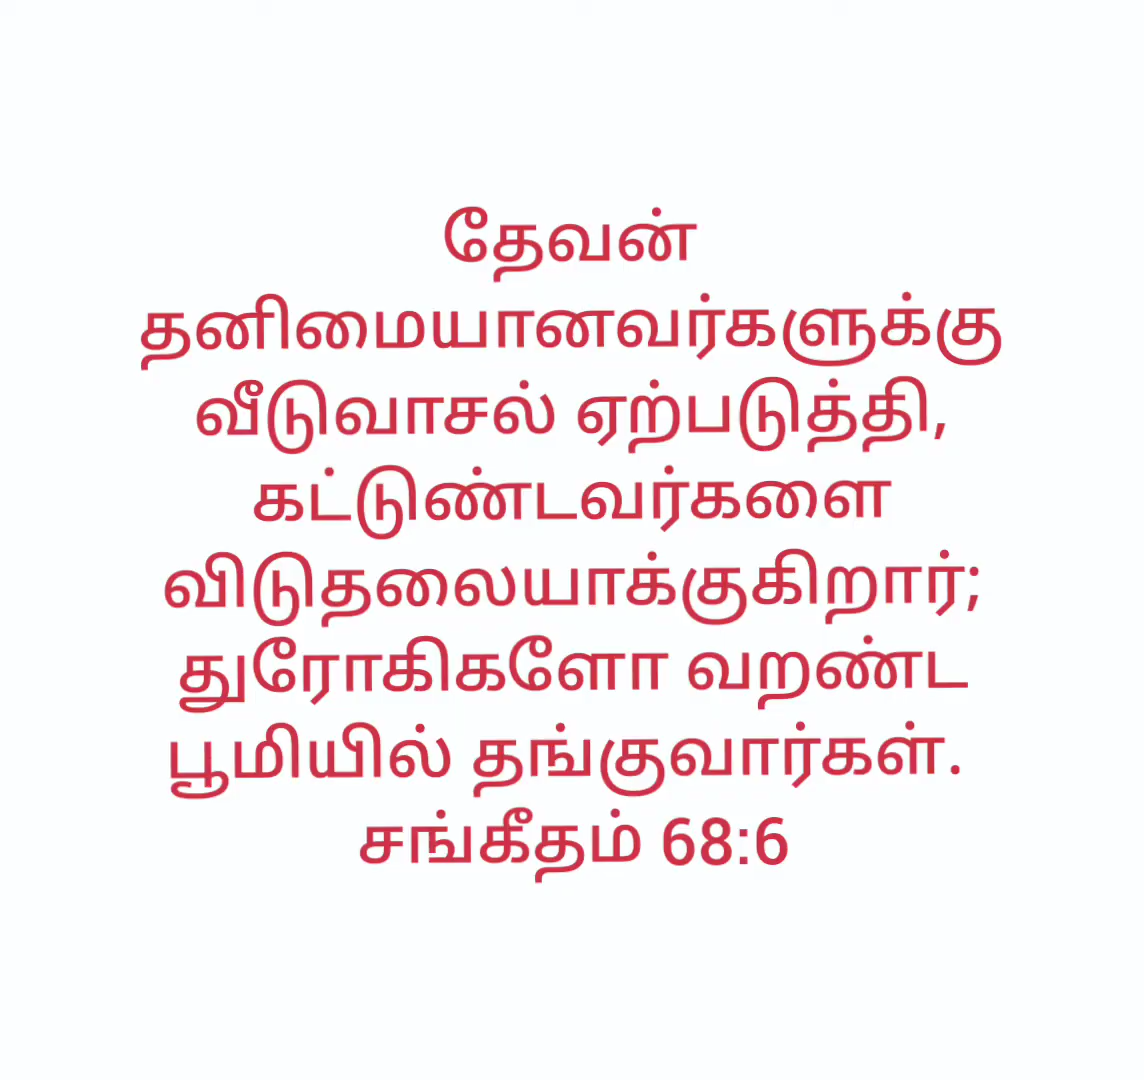 தேவன்
தனிமையானவர்களுக்கு
வீடுவாசல் ஏற்படுத்தி,
கட்டுண்டவர்களை
விடுதலையாக்குகிறார்;
துரோகிகளோ வறண்ட
பூமியில் தங்குவார்கள்.
சங்கீதம் 68:6